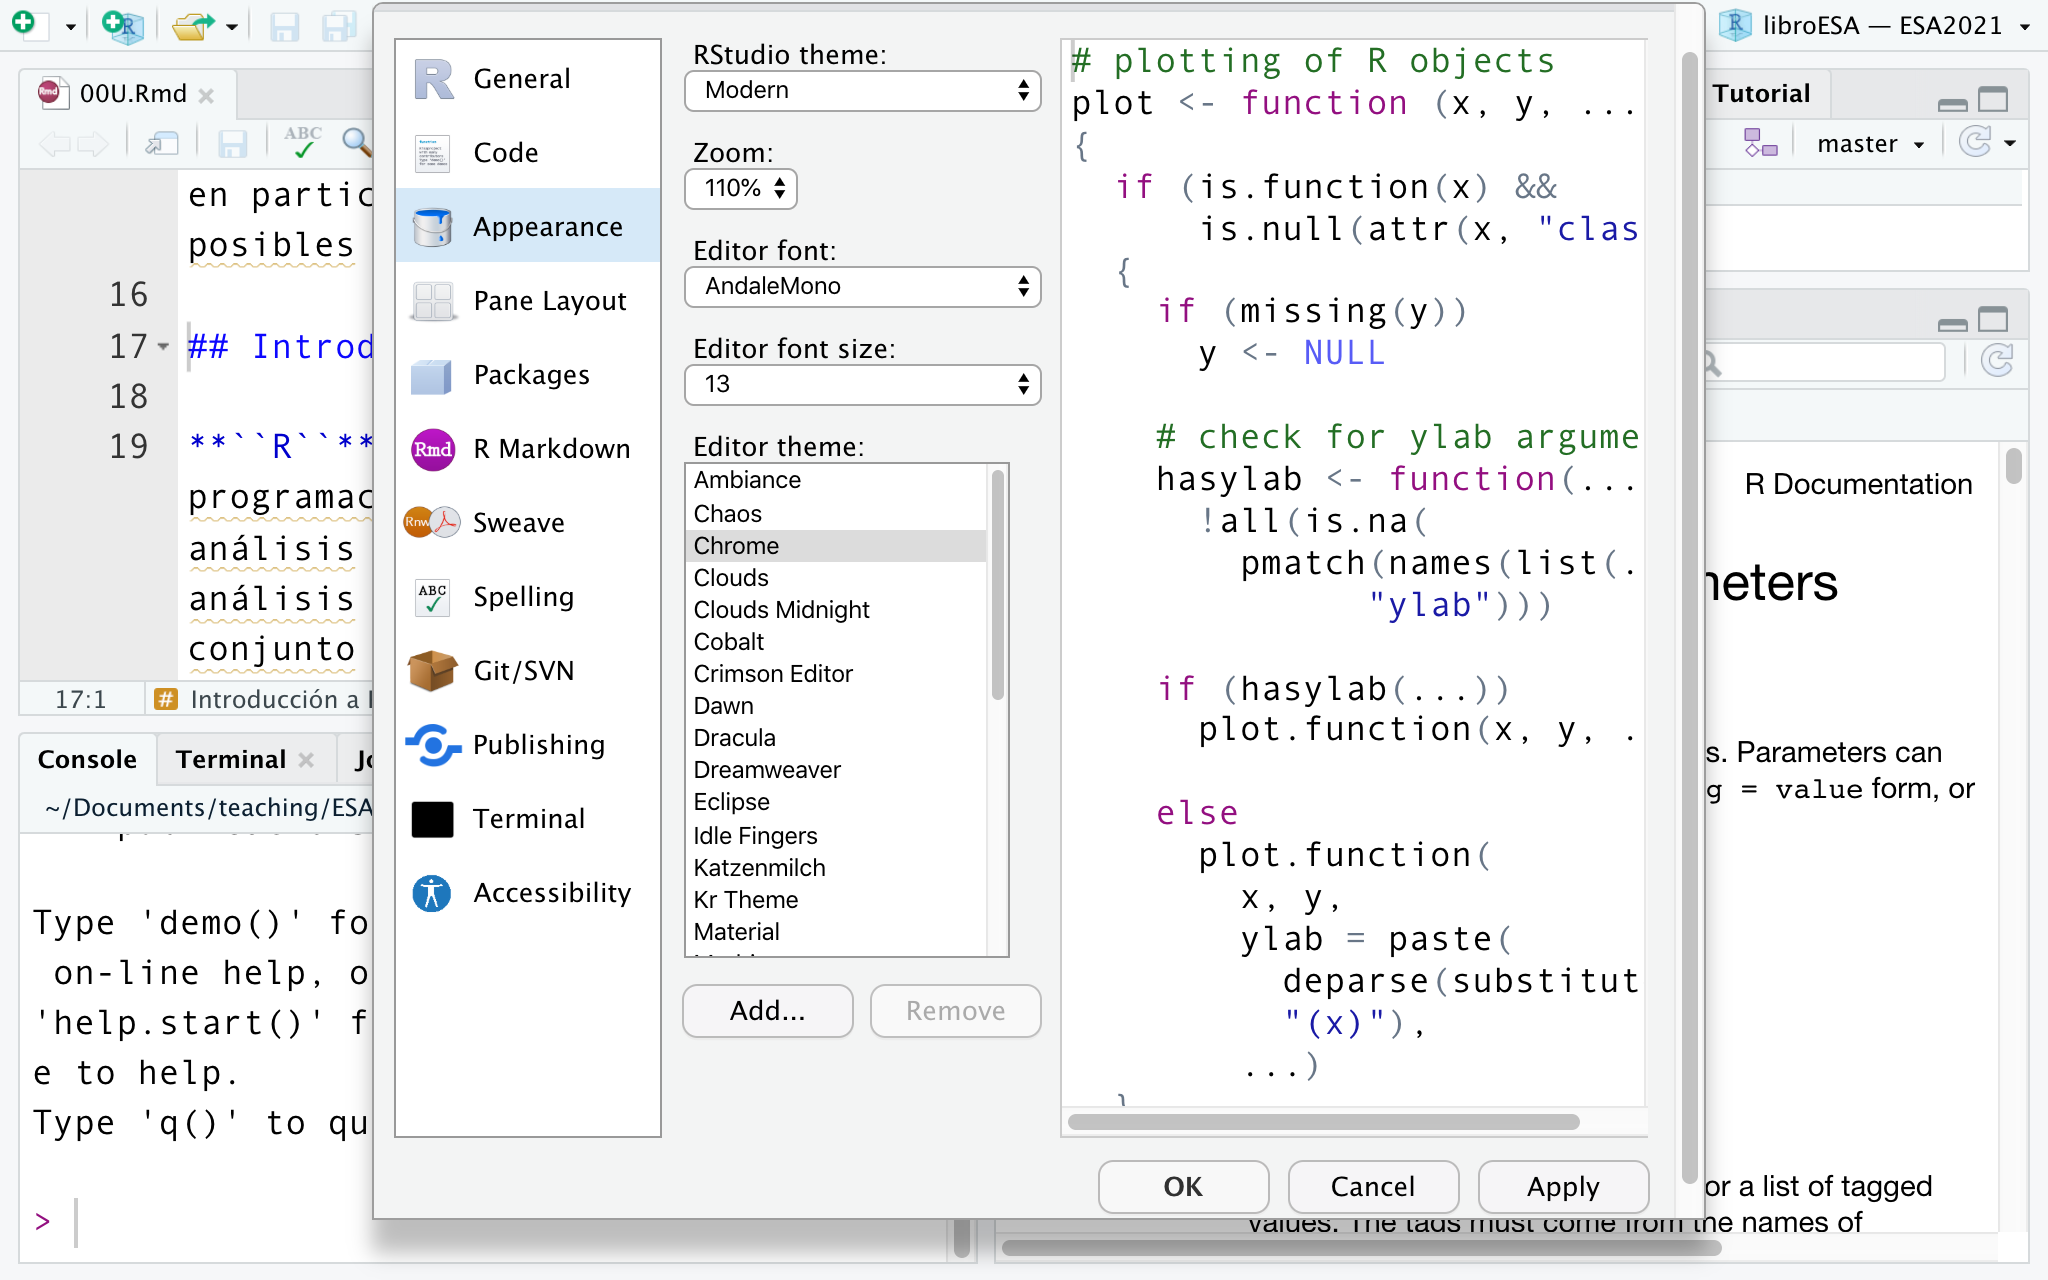 libroESA — ESA2021
00U.Rmd
ABC
en partic
posibles
16
17 ## Introd
18
19 **``R``**
programac
análisis
análisis
conjunto
17:1 # Introducción a
Console Terminal
~/Documents/teaching/ESA
Type 'demo()' fo
on-line help, o
'help.start()' f
e to help.
Type 'q()' to qu
>
R General
Code
Appearance
Pane Layout
Packages
Rmd R Markdown
Rnw Sweave
ABC Spelling
Git/SVN
Publishing
Terminal
Accessibility
RStudio theme:
Modern
Zoom:
110%
Editor font:
AndaleMono
Editor font size:
13
Editor theme:
Ambiance
Chaos
Chrome
Clouds
Clouds Midnight
Cobalt
Crimson Editor
Dawn
Dracula
Dreamweaver
Eclipse
Idle Fingers
Katzenmilch
Kr Theme
Material
Add... Remove
# plotting of R objects
plot <- function (x, y, ...
{
if (is.function(x) &&
is.null(attr(x, "clas
{
if (missing(y))
y <- NULL
# check for ylab argume
hasylab <- function(...
!all(is.na(
pmatch(names(list(.
"ylab")))
if (hasylab(...))
plot.function(x, y, .
else
plot.function(
x, y,
ylab = paste(
deparse(substitut
"(x)"),
...)
}
OK Cancel Apply
Tutorial
master
R Documentation
meters
s. Parameters can
g = value form, or
or a list of tagged
values. The tags must come from the names of